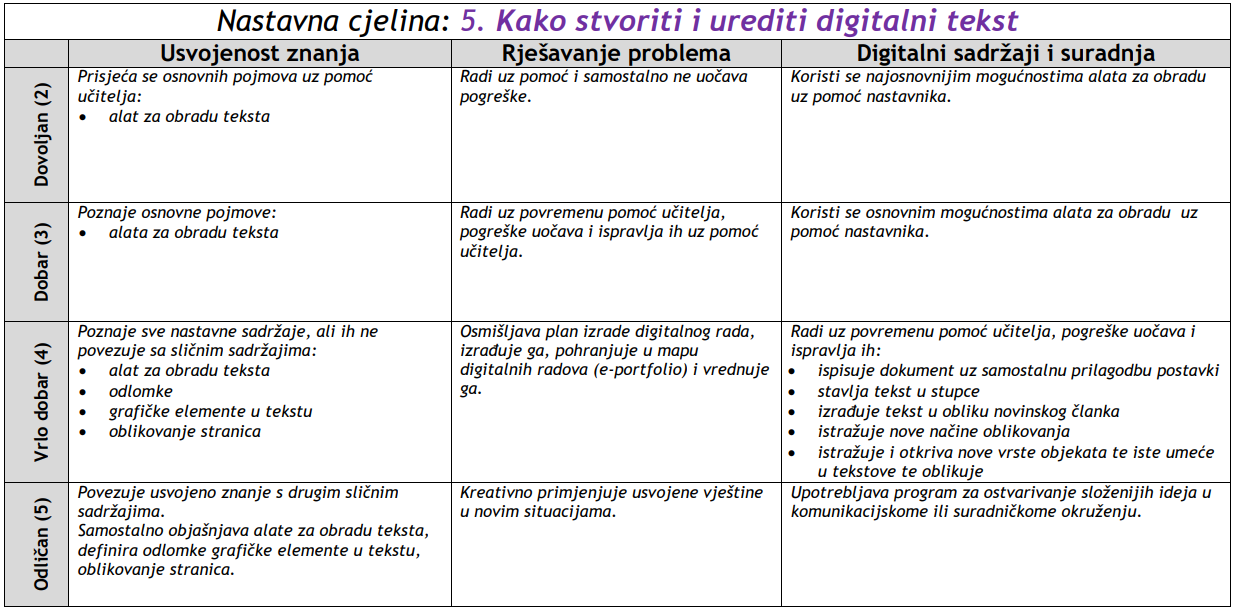 Nastavna cjelina: 5. Kako stvoriti i urediti digitalni tekst
Usvojenost znanja
Rješavanje problema
Digitalni sadržaji i suradnja
Dovoljan (2)
Prisjeća se osnovnih pojmova uz pomoć
učitelja:
• alat za obradu teksta
Radi uz pomoć i samostalno ne uočava
pogreške.
Koristi se najosnovnijim mogućnostima alata za obradu
uz pomoć nastavnika.
Dobar (3)
Poznaje osnovne pojmove:
• alata za obradu teksta
Radi uz povremenu pomoć učitelja,
pogreške uočava i ispravlja ih uz pomoć
učitelja.
Koristi se osnovnim mogućnostima alata za obradu uz
pomoć nastavnika.
Vrlo dobar (4)
Poznaje sve nastavne sadržaje, ali ih ne
povezuje sa sličnim sadržajima:
• alat za obradu teksta
• odlomke
• grafičke elemente u tekstu
• oblikovanje stranica
Osmišljava plan izrade digitalnog rada,
izrađuje ga, pohranjuje u mapu
digitalnih radova (e-portfolio) i vrednuje
ga.
Radi uz povremenu pomoć učitelja, pogreške uočava i
ispravlja ih:
• ispisuje dokument uz samostalnu prilagodbu postavki
• stavlja tekst u stupce
• izrađuje tekst u obliku novinskog članka
• istražuje nove načine oblikovanja
• istražuje i otkriva nove vrste objekata te iste umeće
u tekstove te oblikuje
Odličan (5)
Povezuje usvojeno znanje s drugim sličnim
sadržajima.
Samostalno objašnjava alate za obradu teksta,
definira odlomke grafičke elemente u tekstu,
oblikovanje stranica.
Kreativno primjenjuje usvojene vještine
u novim situacijama.
Upotrebljava program za ostvarivanje složenijih ideja u
komunikacijskome ili suradničkome okruženju.